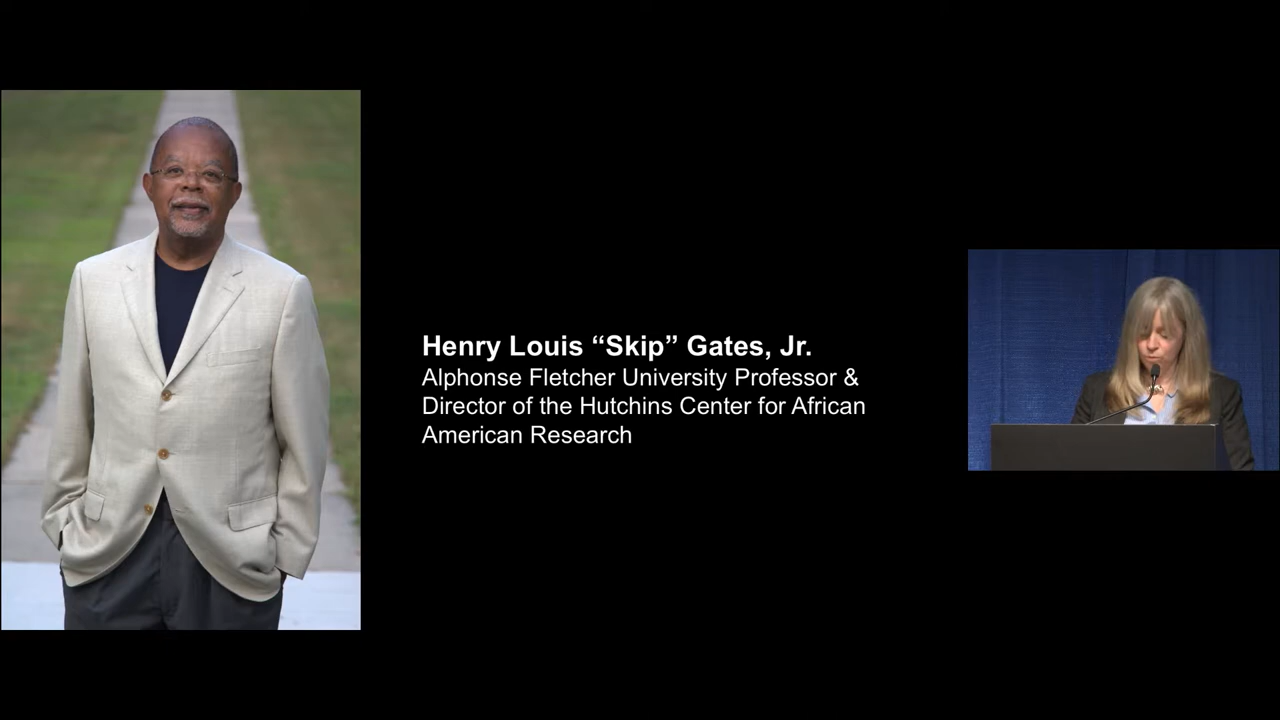 Henry Louis “Skip” Gates, Jr.
Alphonse Fletcher University Professor &
Director of the Hutchins Center for African
American Research